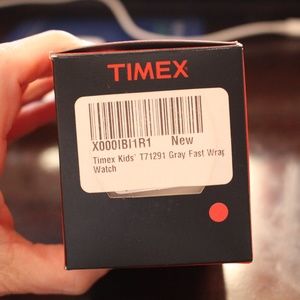 TIMEX
X000IBI1R1 New
Timex Kids' T71291 Gray Fast Wrap
Watch